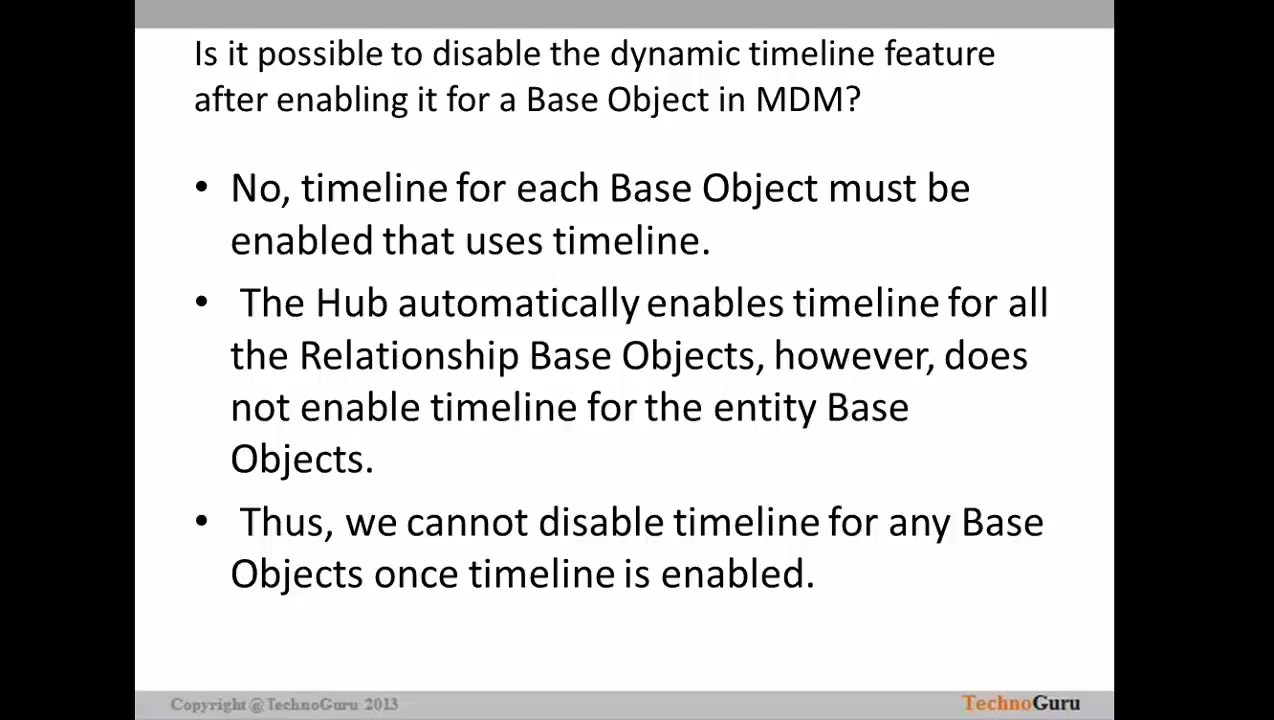 Is it possible to disable the dynamic timeline feature
after enabling it for a Base Object in MDM?
• No, timeline for each Base Object must be
enabled that uses timeline.
• The Hub automatically enables timeline for all
the Relationship Base Objects, however, does
not enable timeline for the entity Base
Objects.
• Thus, we cannot disable timeline for any Base
Objects once timeline is enabled.
Copyright @TechnoGuru 2013
TechnoGuru